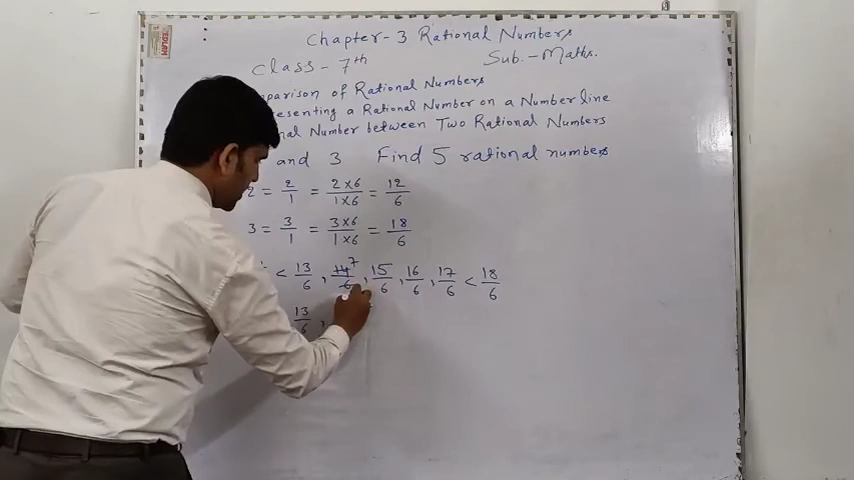 EDLAM
Chapter-3 Rational Numbers
Class-7th Sub.-Maths.
parison of Rational Numbers
esenting a Rational Number on a Number line
nal Number between Two Rational Numbers
and 3 Find 5 rational numbers
2 = 2/1 = 2×6/1×6 = 12/6
3 = 3/1 = 3×6/1×6 = 18/6
< 13/6, 14/6 7, 15/6, 16/6, 17/6 < 18/6
13/6,